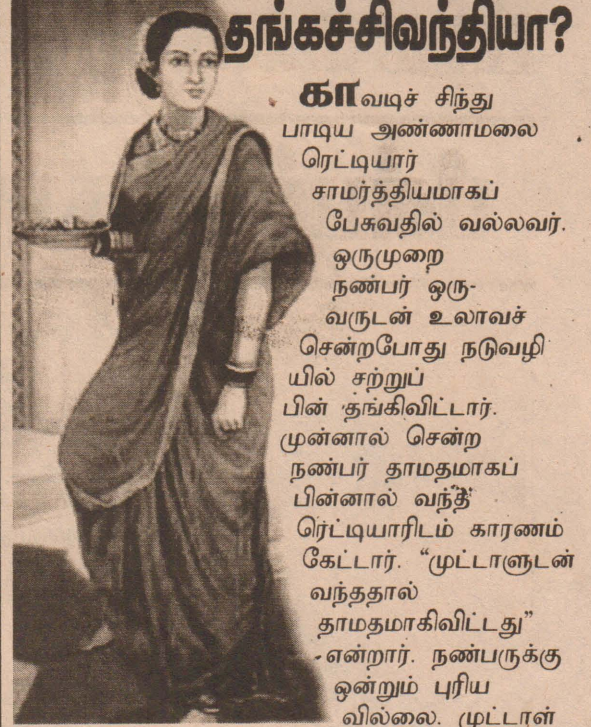 தங்கச்சிவந்தியா?
காவடிச் சிந்து
பாடிய அண்ணாமலை
ரெட்டியார்
சாமர்த்தியமாகப்
பேசுவதில் வல்லவர்.
ஒருமுறை
நண்பர் ஒரு-
வருடன் உலாவச்
சென்றபோது நடுவழி
யில் சற்றுப்
பின் தங்கிவிட்டார்.
முன்னால் சென்ற
நண்பர் தாமதமாகப்
பின்னால் வந்த
ரெட்டியாரிடம் காரணம்
கேட்டார். “முட்டாளுடன்
வந்ததால்
தாமதமாகிவிட்டது”
என்றார். நண்பருக்கு
ஒன்றும் புரிய
வில்லை. முட்டாள்